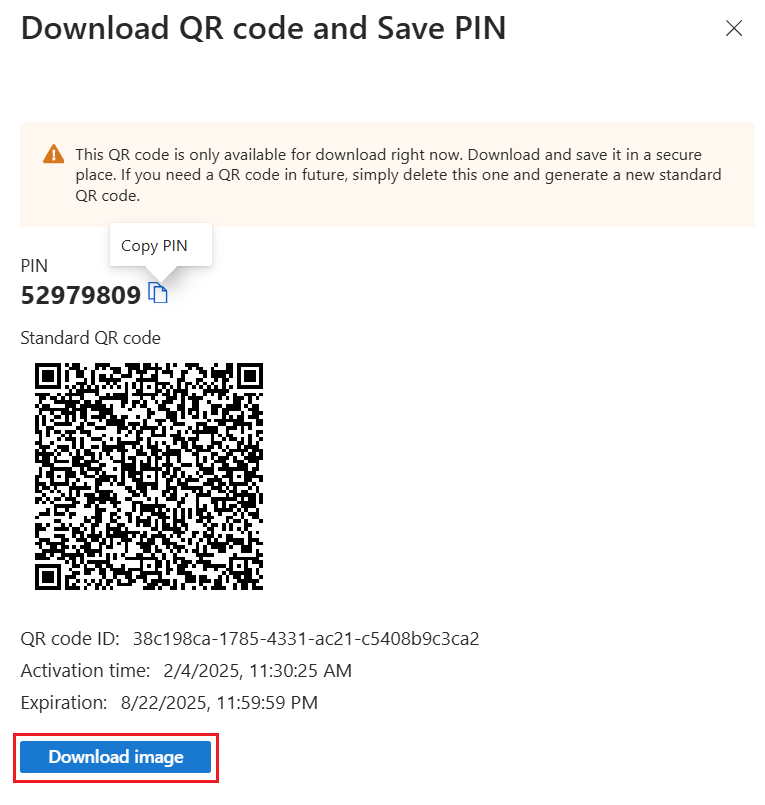 Download QR code and Save PIN
This QR code is only available for download right now. Download and save it in a secure
place. If you need a QR code in future, simply delete this one and generate a new standard
QR code.
Copy PIN
PIN
52979809
Standard QR code
QR code ID: 38c198ca-1785-4331-ac21-c5408b9c3ca2
Activation time: 2/4/2025, 11:30:25 AM
Expiration: 8/22/2025, 11:59:59 PM
Download image